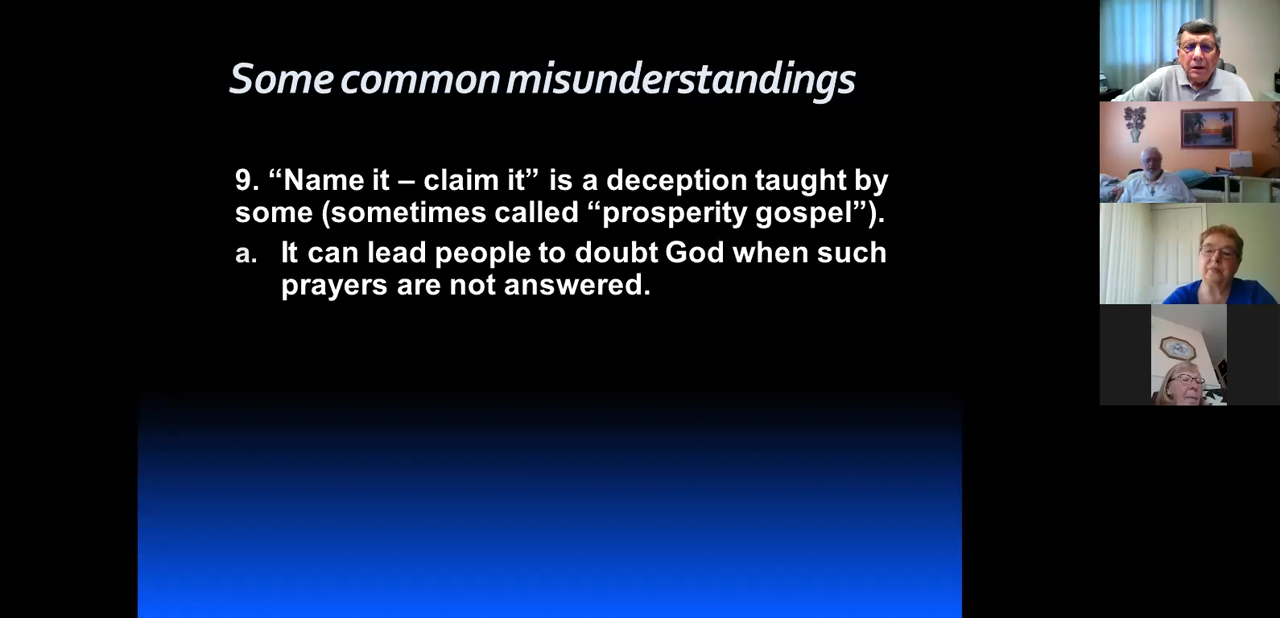 Some common misunderstandings
9. “Name it – claim it” is a deception taught by
some (sometimes called “prosperity gospel”).
a. It can lead people to doubt God when such
prayers are not answered.